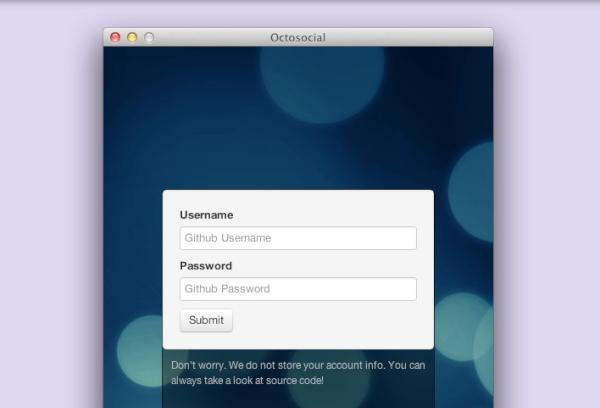 Octosocial
Username
Github Username
Password
Github Password
Submit
Don't worry. We do not store your account info. You can
always take a look at source code!